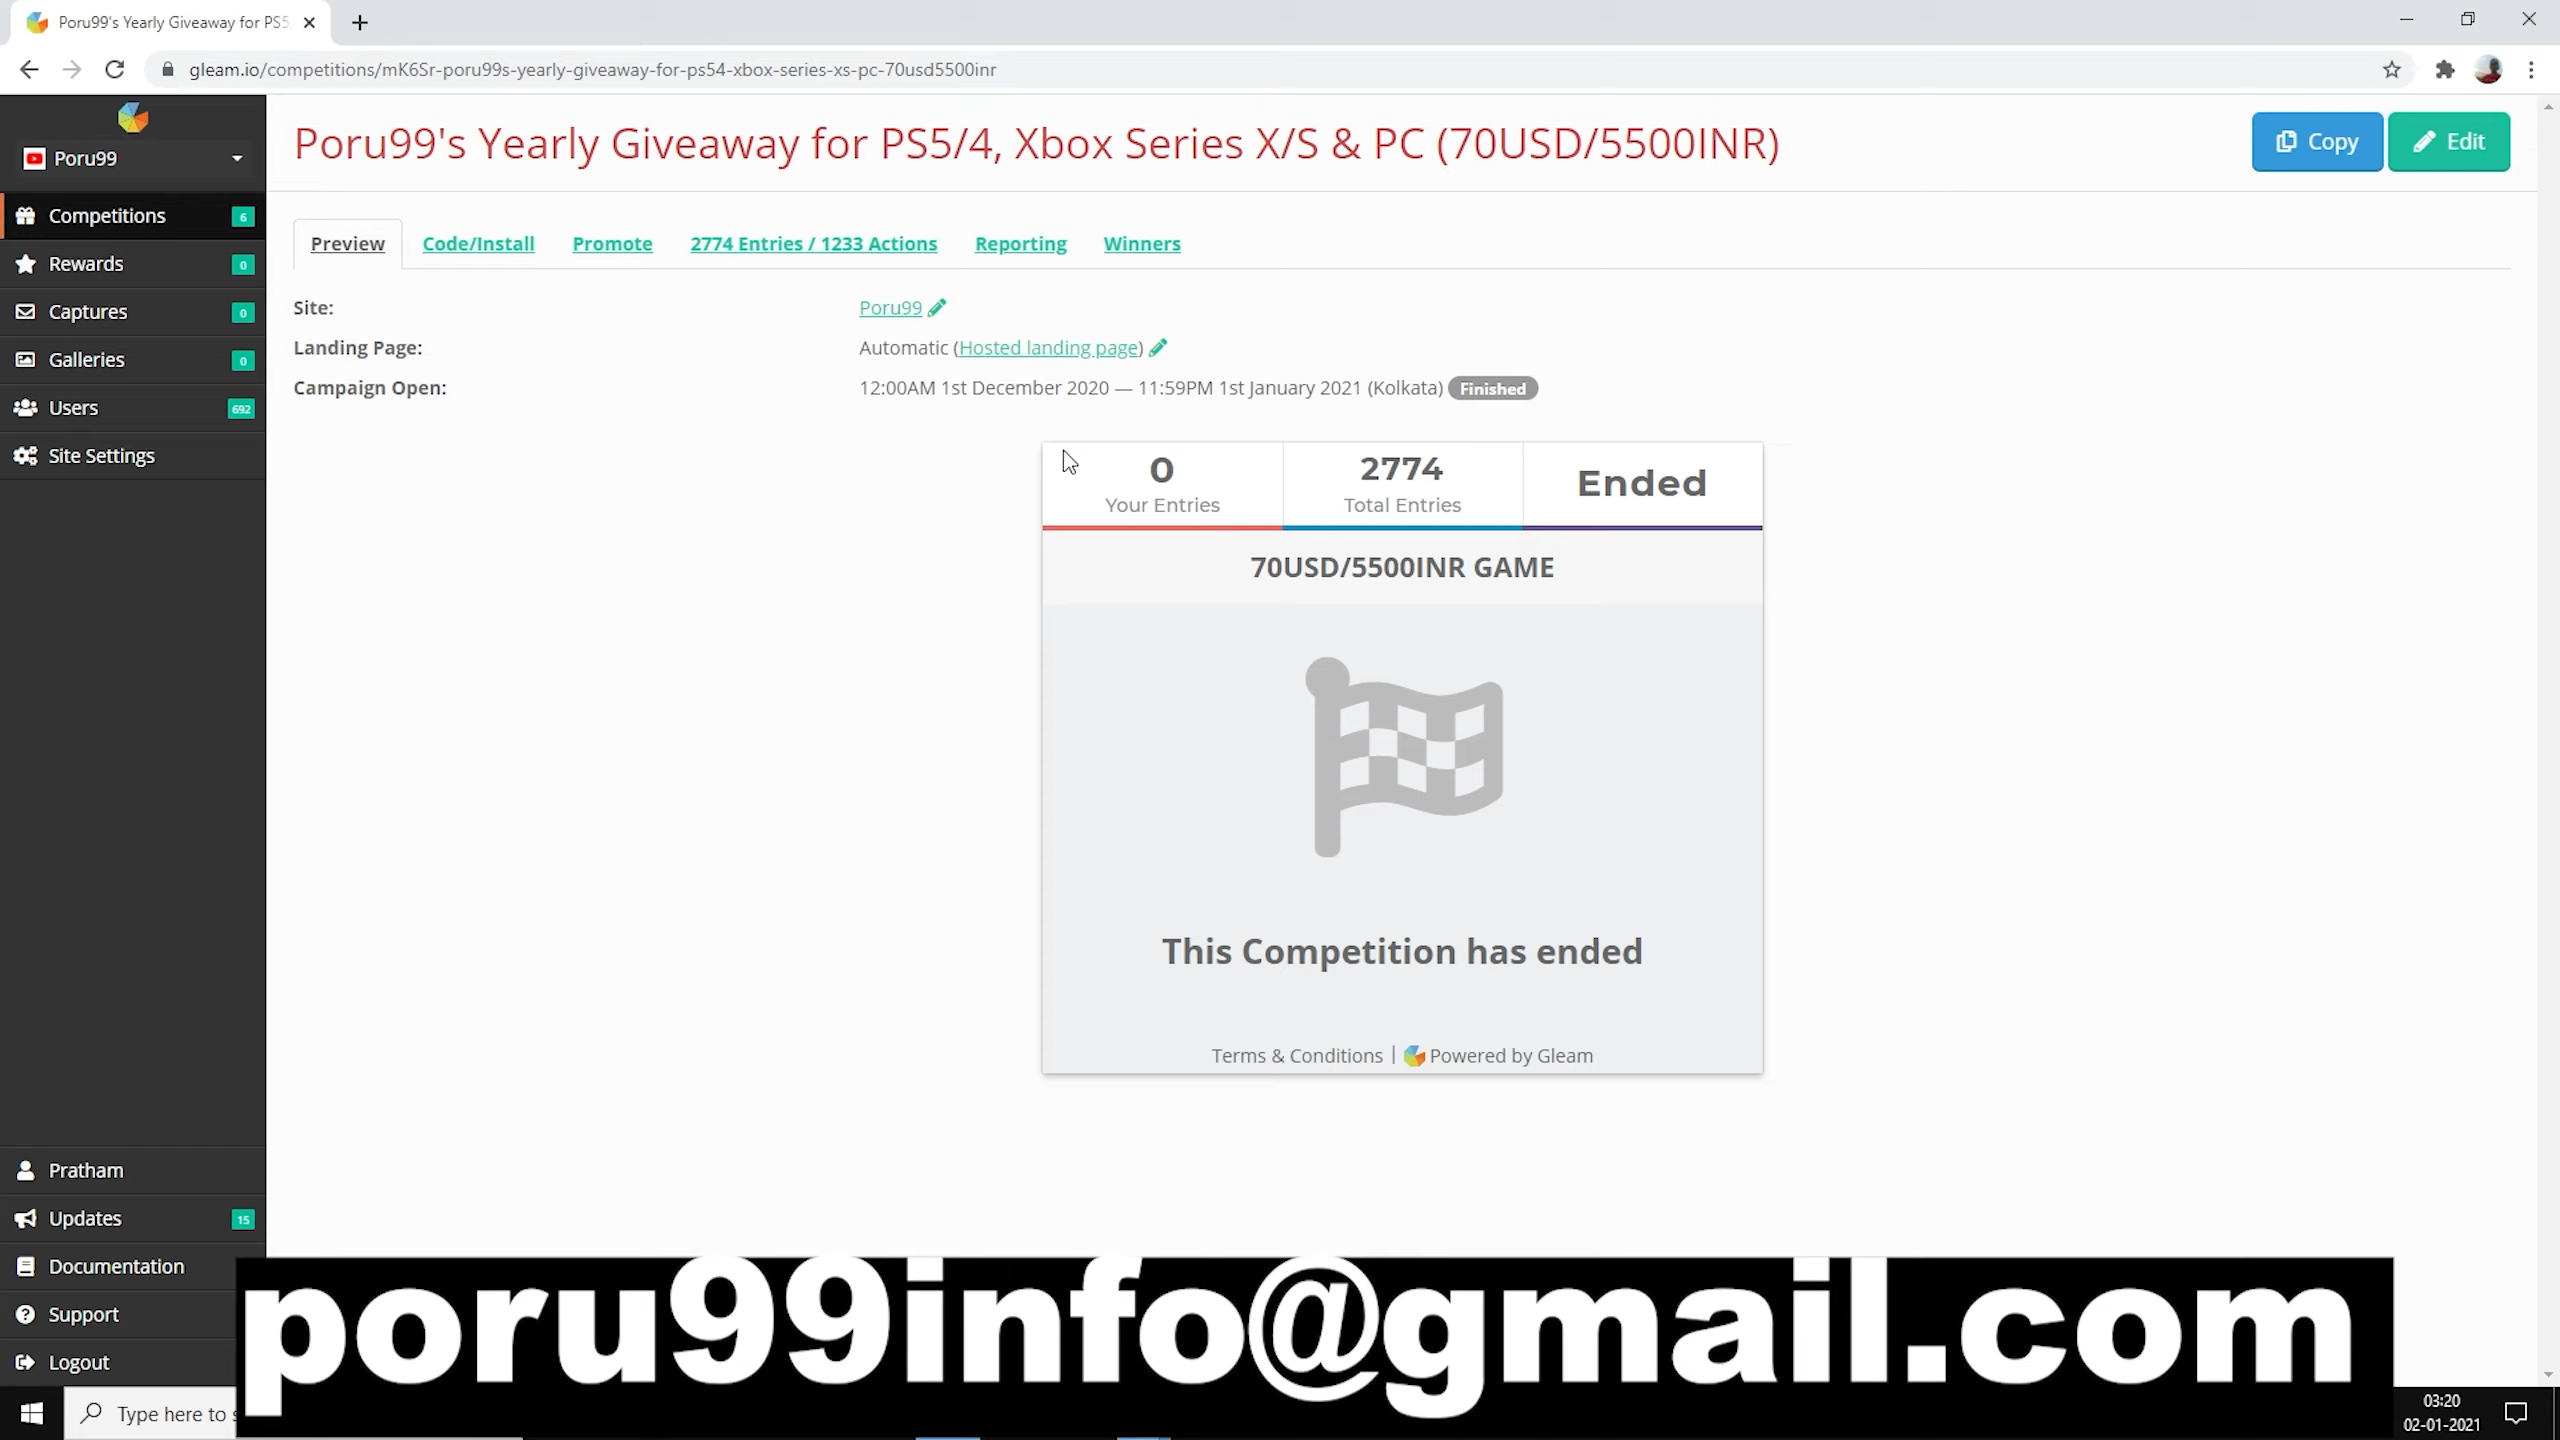 Poru99's Yearly Giveaway for PS5
gleam.io/competitions/mK6Sr-poru99s-yearly-giveaway-for-ps54-xbox-series-xs-pc-70usd5500inr
Poru99
Competitions 6
Rewards 0
Captures 0
Galleries 0
Users 692
Site Settings
Poru99's Yearly Giveaway for PS5/4, Xbox Series X/S & PC (70USD/5500INR)
Copy Edit
Preview Code/Install Promote 2774 Entries / 1233 Actions Reporting Winners
Site: Poru99
Landing Page: Automatic (Hosted landing page)
Campaign Open: 12:00AM 1st December 2020 — 11:59PM 1st January 2021 (Kolkata) Finished
0 2774 Ended
Your Entries Total Entries
70USD/5500INR GAME
This Competition has ended
Terms & Conditions | Powered by Gleam
Pratham
Updates 15
Documentation
Support
Logout
poru99info@gmail.com
Type here to s
03:20
02-01-2021